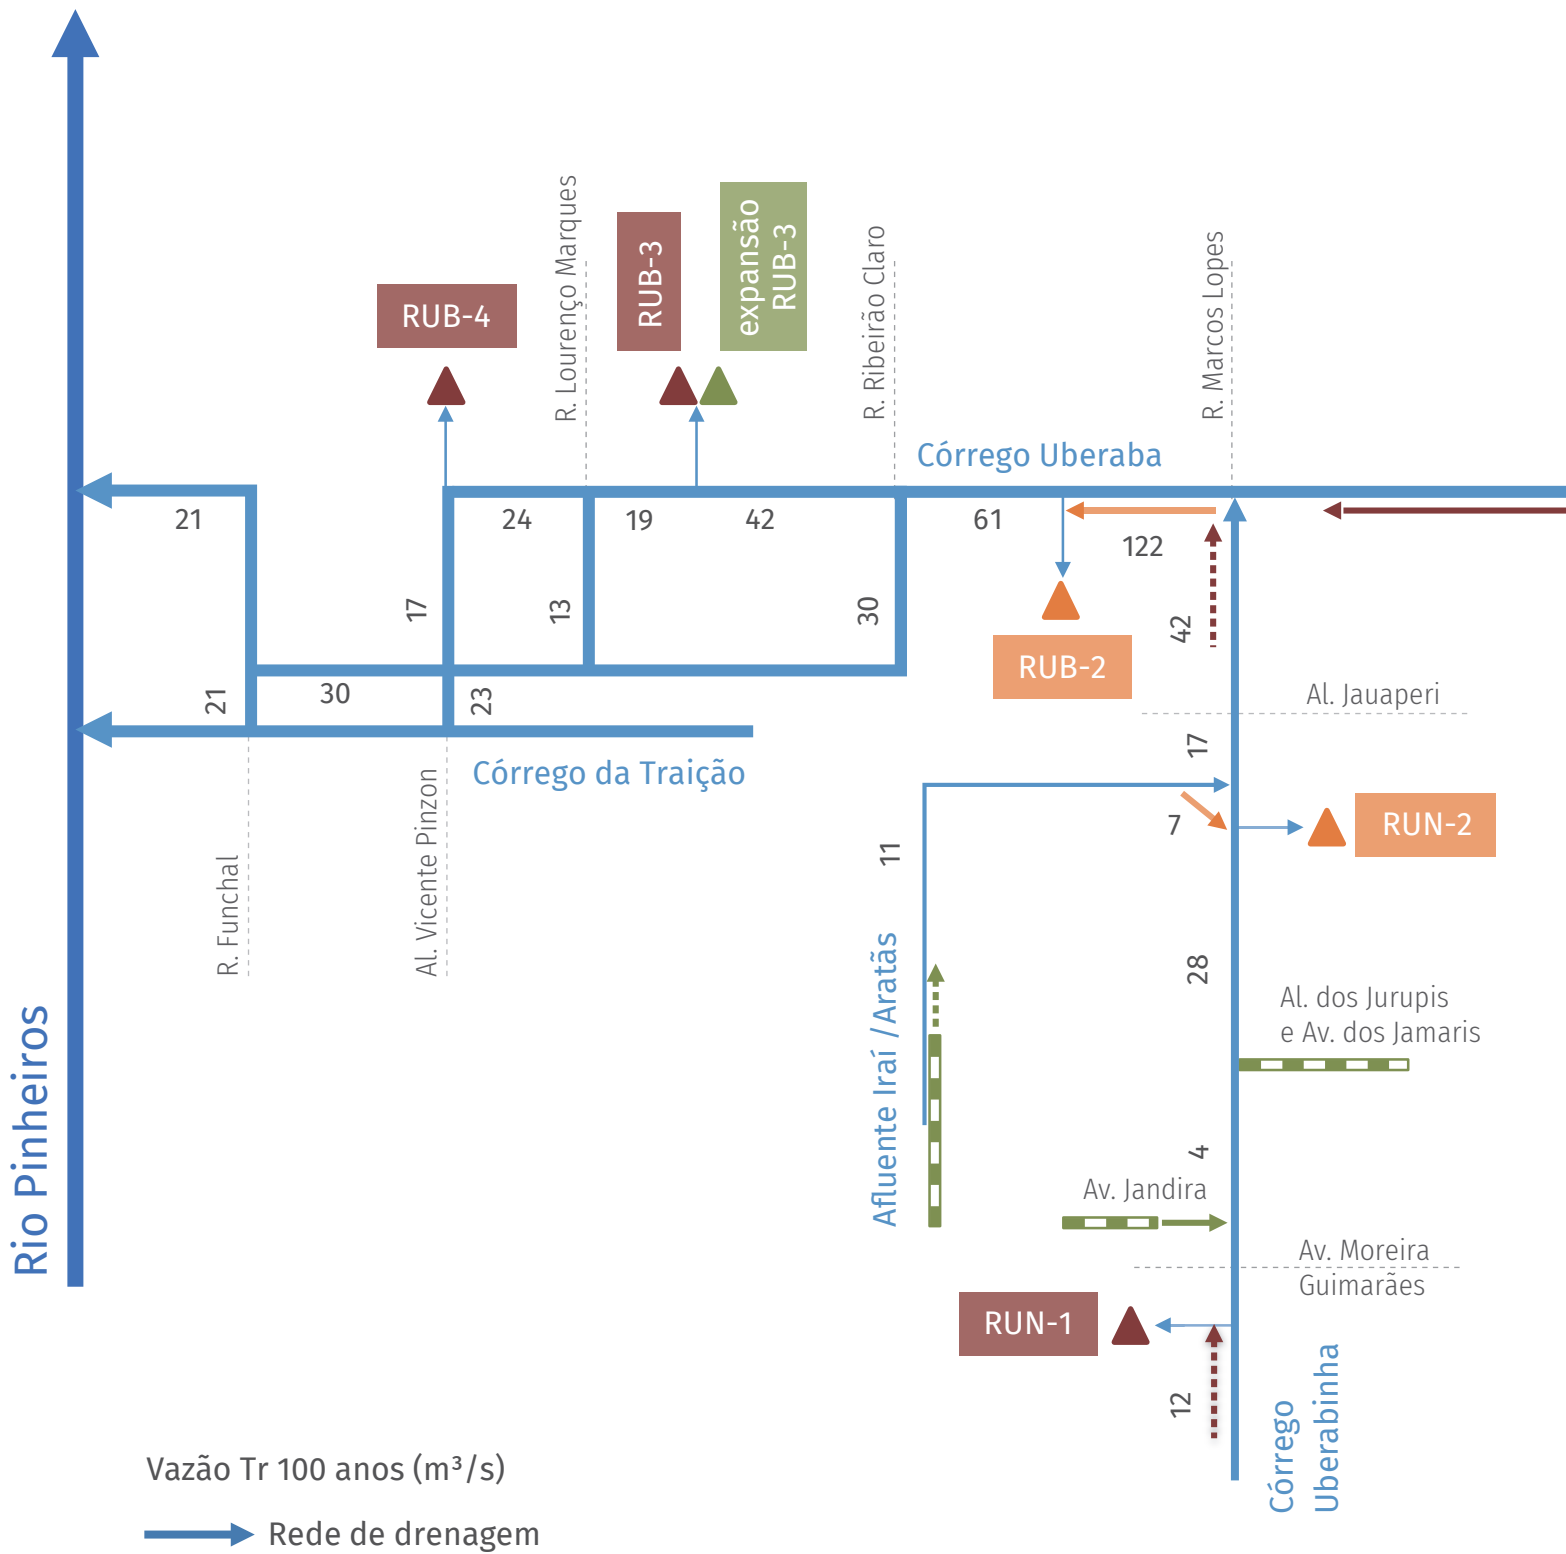 R. Lourenço Marques
RUB-3
expansão
RUB-3
R. Ribeirão Claro
R. Marcos Lopes
RUB-4
Córrego Uberaba
21
24
19
42
61
122
17
13
30
42
RUB-2
21
30
23
Al. Jauaperi
17
Córrego da Traição
R. Funchal
Al. Vicente Pinzon
11
7
RUN-2
Afluente Iraí /Aratãs
28
Al. dos Jurupis
e Av. dos Jamaris
Rio Pinheiros
4
Av. Jandira
Av. Moreira
Guimarães
RUN-1
12
Córrego
Uberabinha
Vazão Tr 100 anos (m³/s)
Rede de drenagem